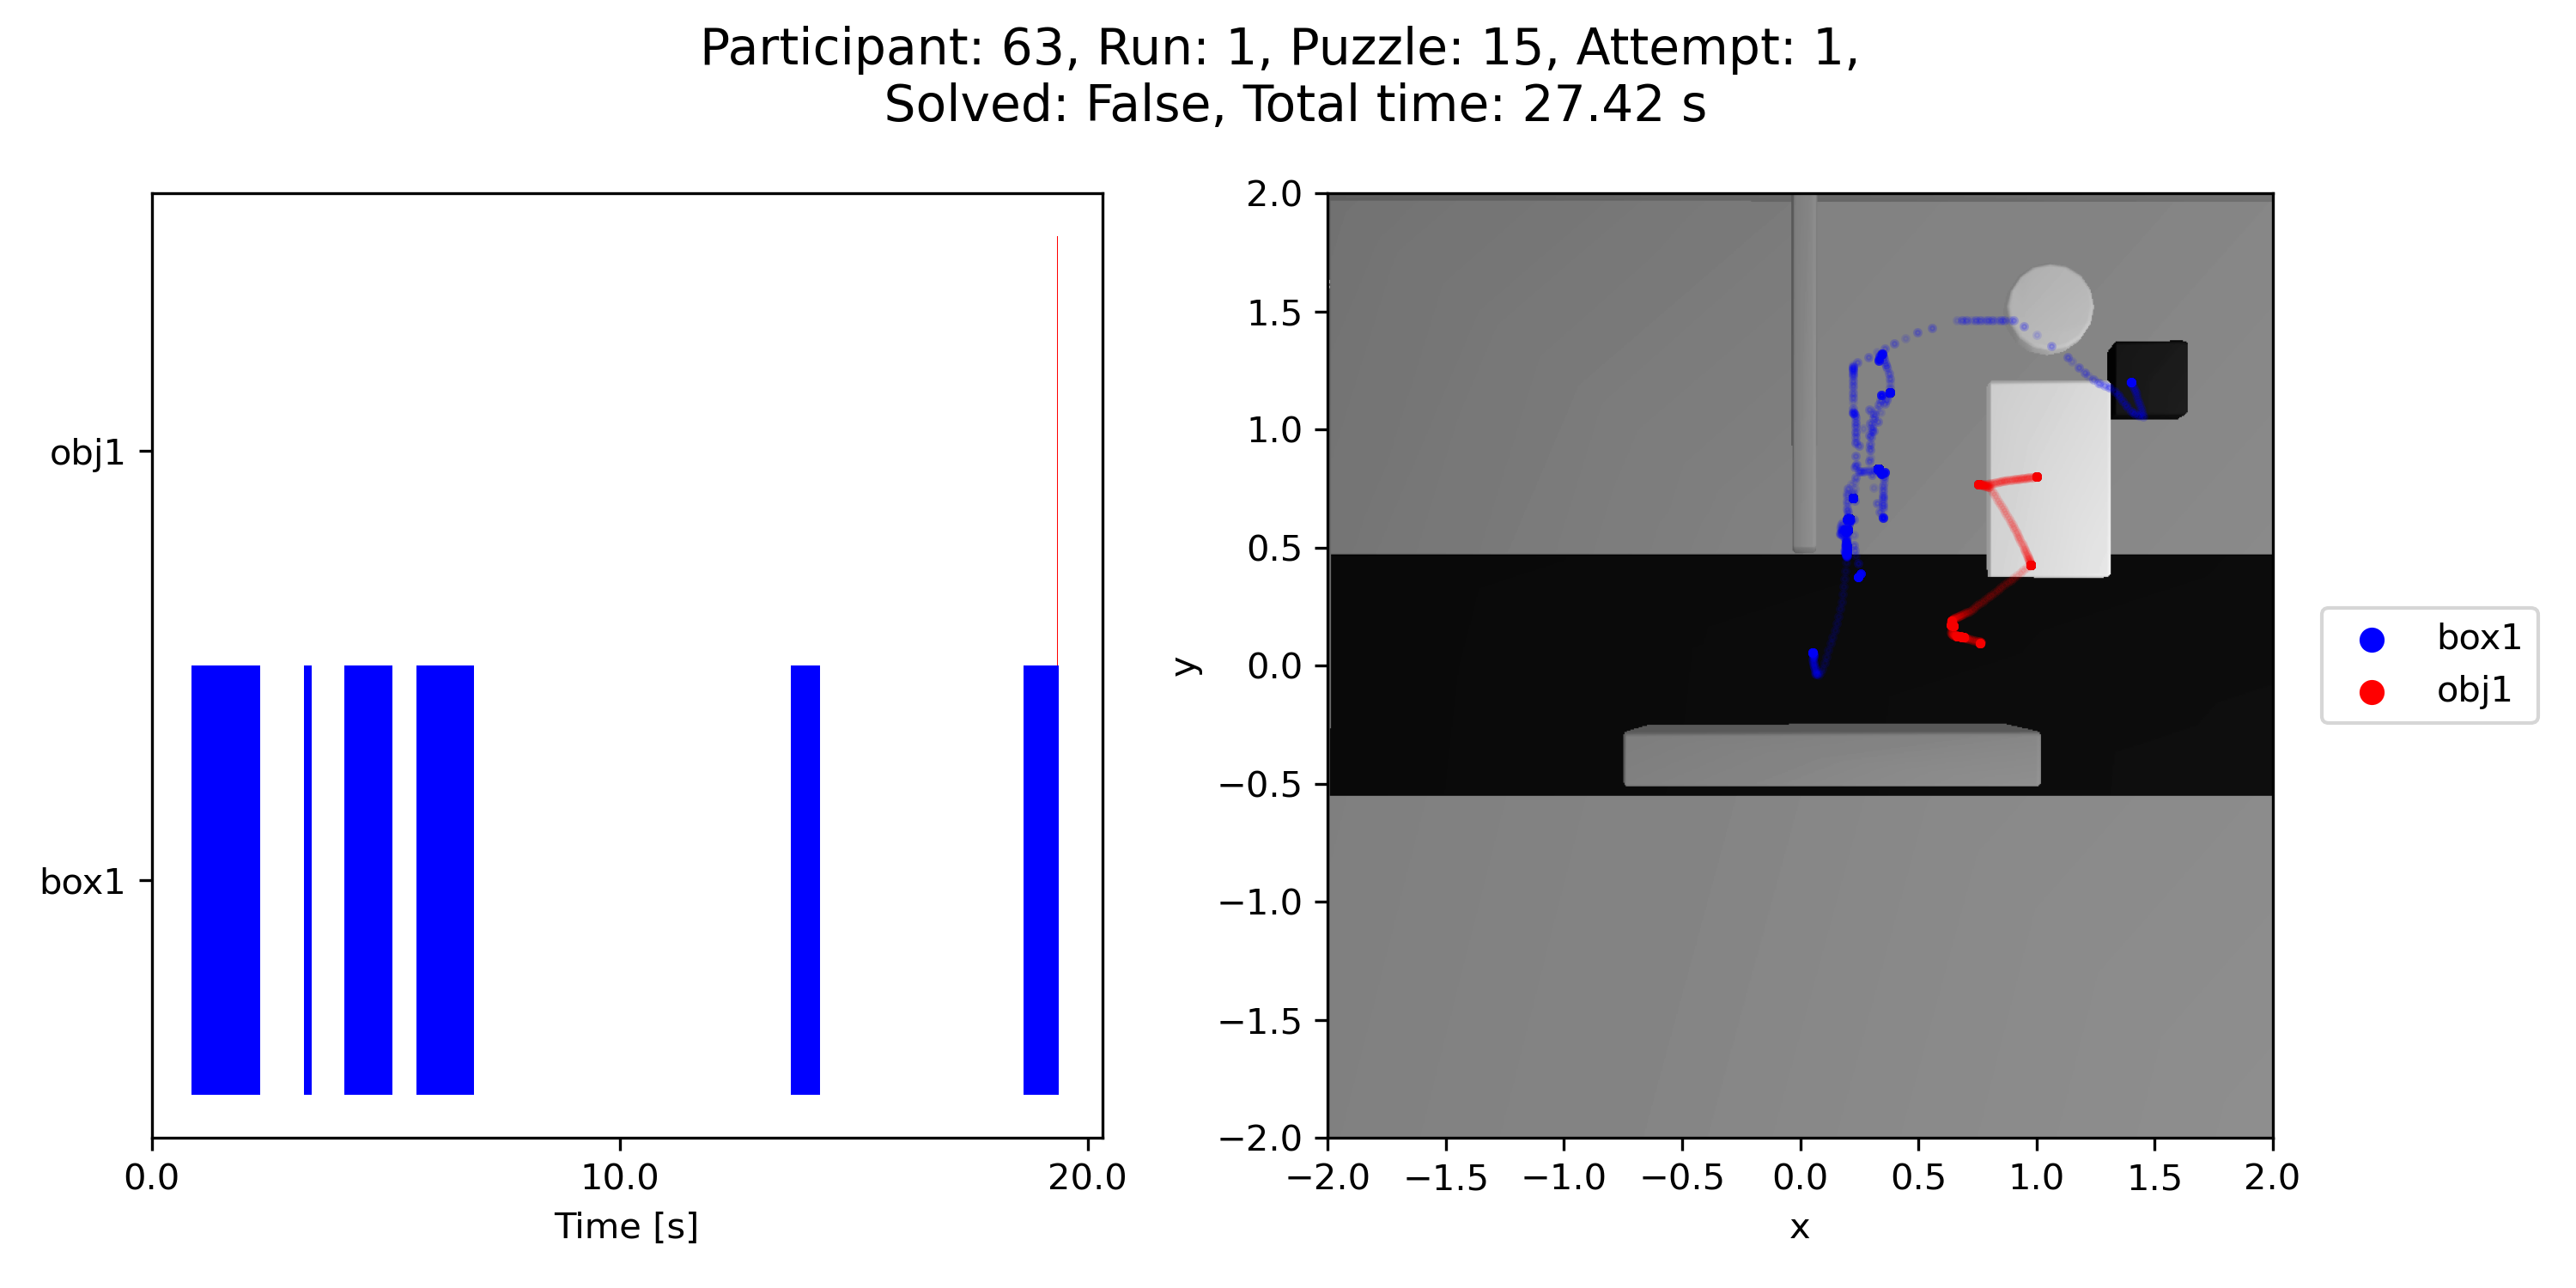 Participant: 63, Run: 1, Puzzle: 15, Attempt: 1,
Solved: False, Total time: 27.42 s
obj1
box1
0.0 10.0 20.0
Time [s]
2.0
1.5
1.0
0.5
0.0
−0.5
−1.0
−1.5
−2.0
y
−2.0 −1.5 −1.0 −0.5 0.0 0.5 1.0 1.5 2.0
x
box1
obj1